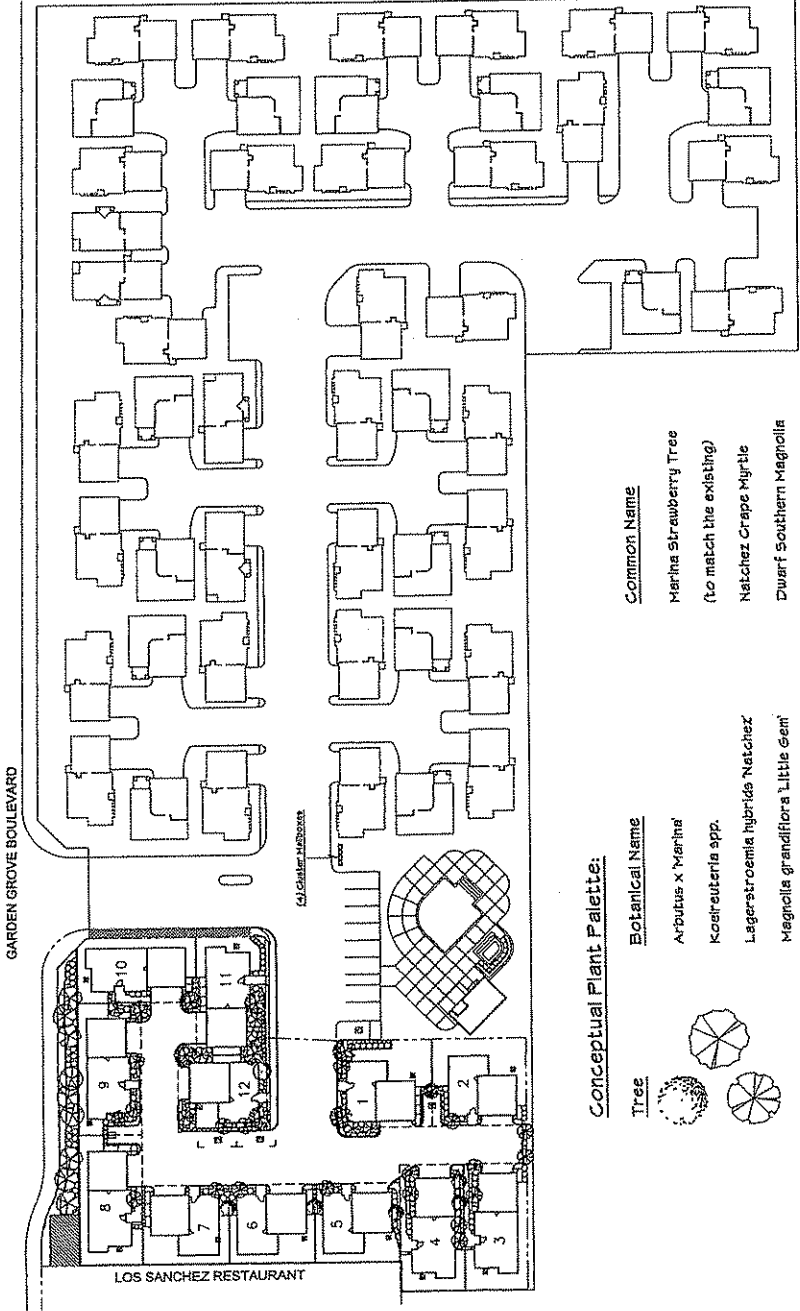 GARDEN GROVE BOULEVARD
(4) Cluster Mailboxes
10
11
9
12
8
7
6
5
1
2
4
3
LOS SANCHEZ RESTAURANT
Conceptual Plant Palette:
Tree Botanical Name Common Name
Arbutus x 'Marina' Marina Strawberry Tree
Koelreuteria spp. (to match the existing)
Lagerstroemia hybrids 'Natchez' Natchez Crape Myrtle
Magnolia grandiflora 'Little Gem' Dwarf Southern Magnolia